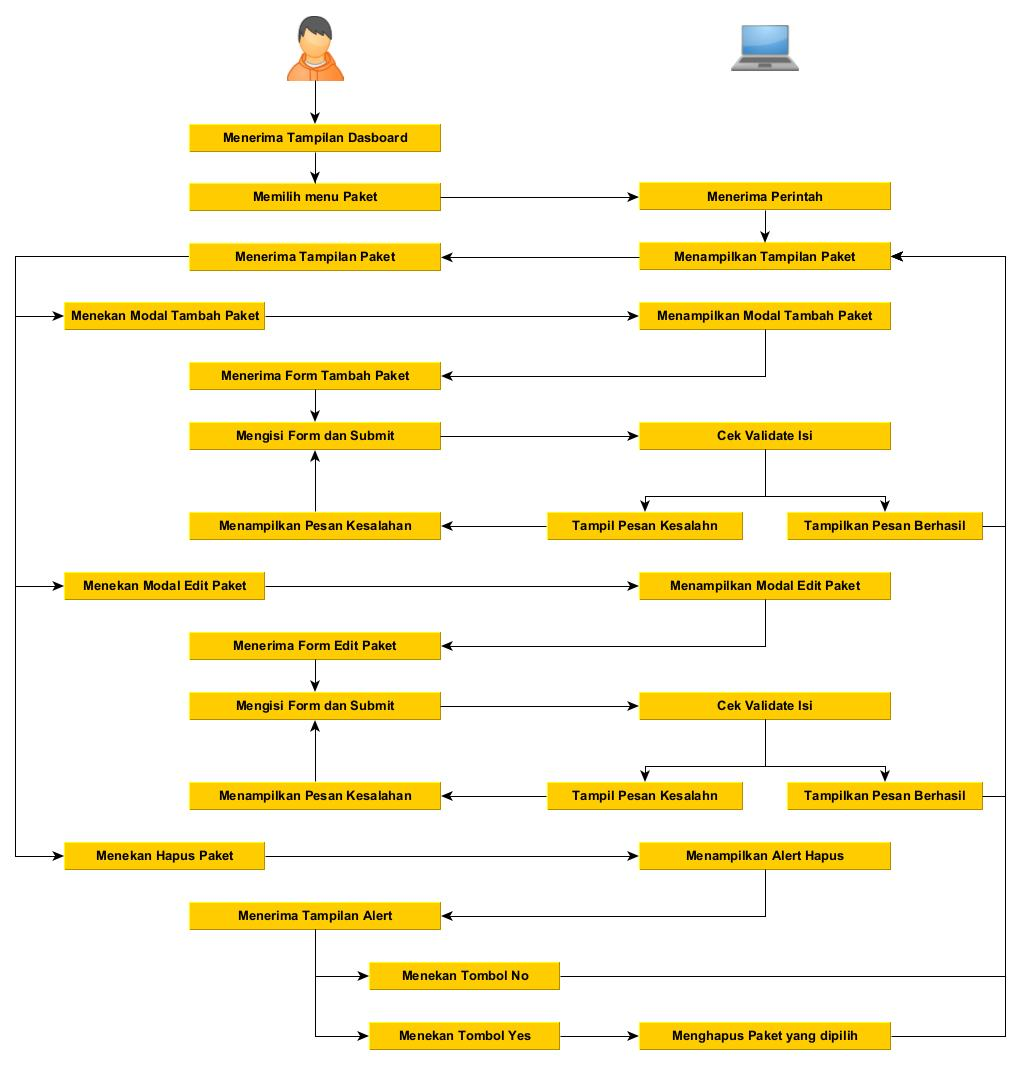 Menerima Tampilan Dasboard
Memilih menu Paket
Menerima Perintah
Menerima Tampilan Paket
Menampilkan Tampilan Paket
Menekan Modal Tambah Paket
Menampilkan Modal Tambah Paket
Menerima Form Tambah Paket
Mengisi Form dan Submit
Cek Validate Isi
Menampilkan Pesan Kesalahan
Tampil Pesan Kesalahn
Tampilkan Pesan Berhasil
Menekan Modal Edit Paket
Menampilkan Modal Edit Paket
Menerima Form Edit Paket
Mengisi Form dan Submit
Cek Validate Isi
Menampilkan Pesan Kesalahan
Tampil Pesan Kesalahn
Tampilkan Pesan Berhasil
Menekan Hapus Paket
Menampilkan Alert Hapus
Menerima Tampilan Alert
Menekan Tombol No
Menekan Tombol Yes
Menghapus Paket yang dipilih